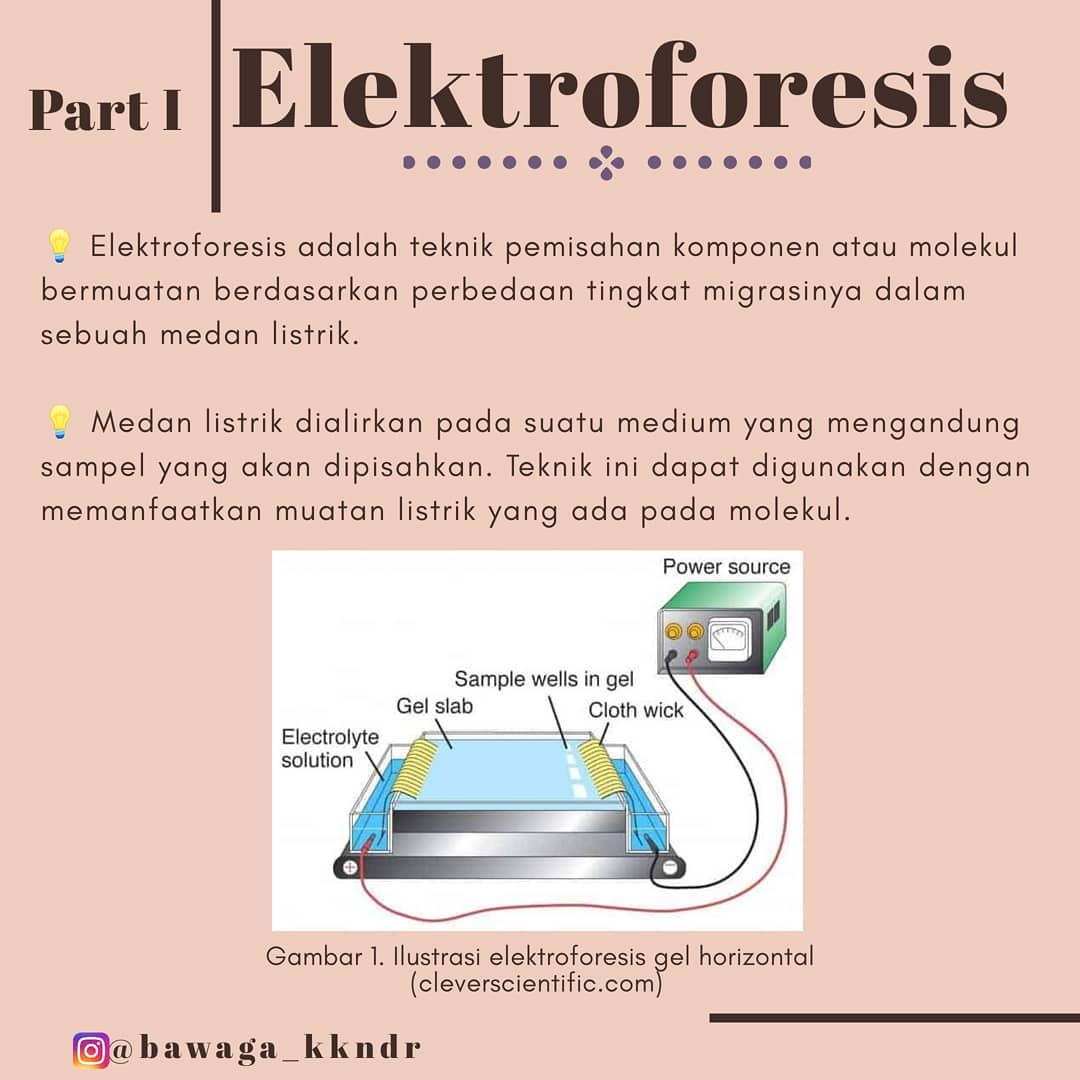 Part I
Elektroforesis
Elektroforesis adalah teknik pemisahan komponen atau molekul
bermuatan berdasarkan perbedaan tingkat migrasinya dalam
sebuah medan listrik.
Medan listrik dialirkan pada suatu medium yang mengandung
sampel yang akan dipisahkan. Teknik ini dapat digunakan dengan
memanfaatkan muatan listrik yang ada pada molekul.
Power source
Sample wells in gel
Gel slab
Cloth wick
Electrolyte
solution
+
−
Gambar 1. Ilustrasi elektroforesis gel horizontal
(cleverscientific.com)
@bawaga_kkndr